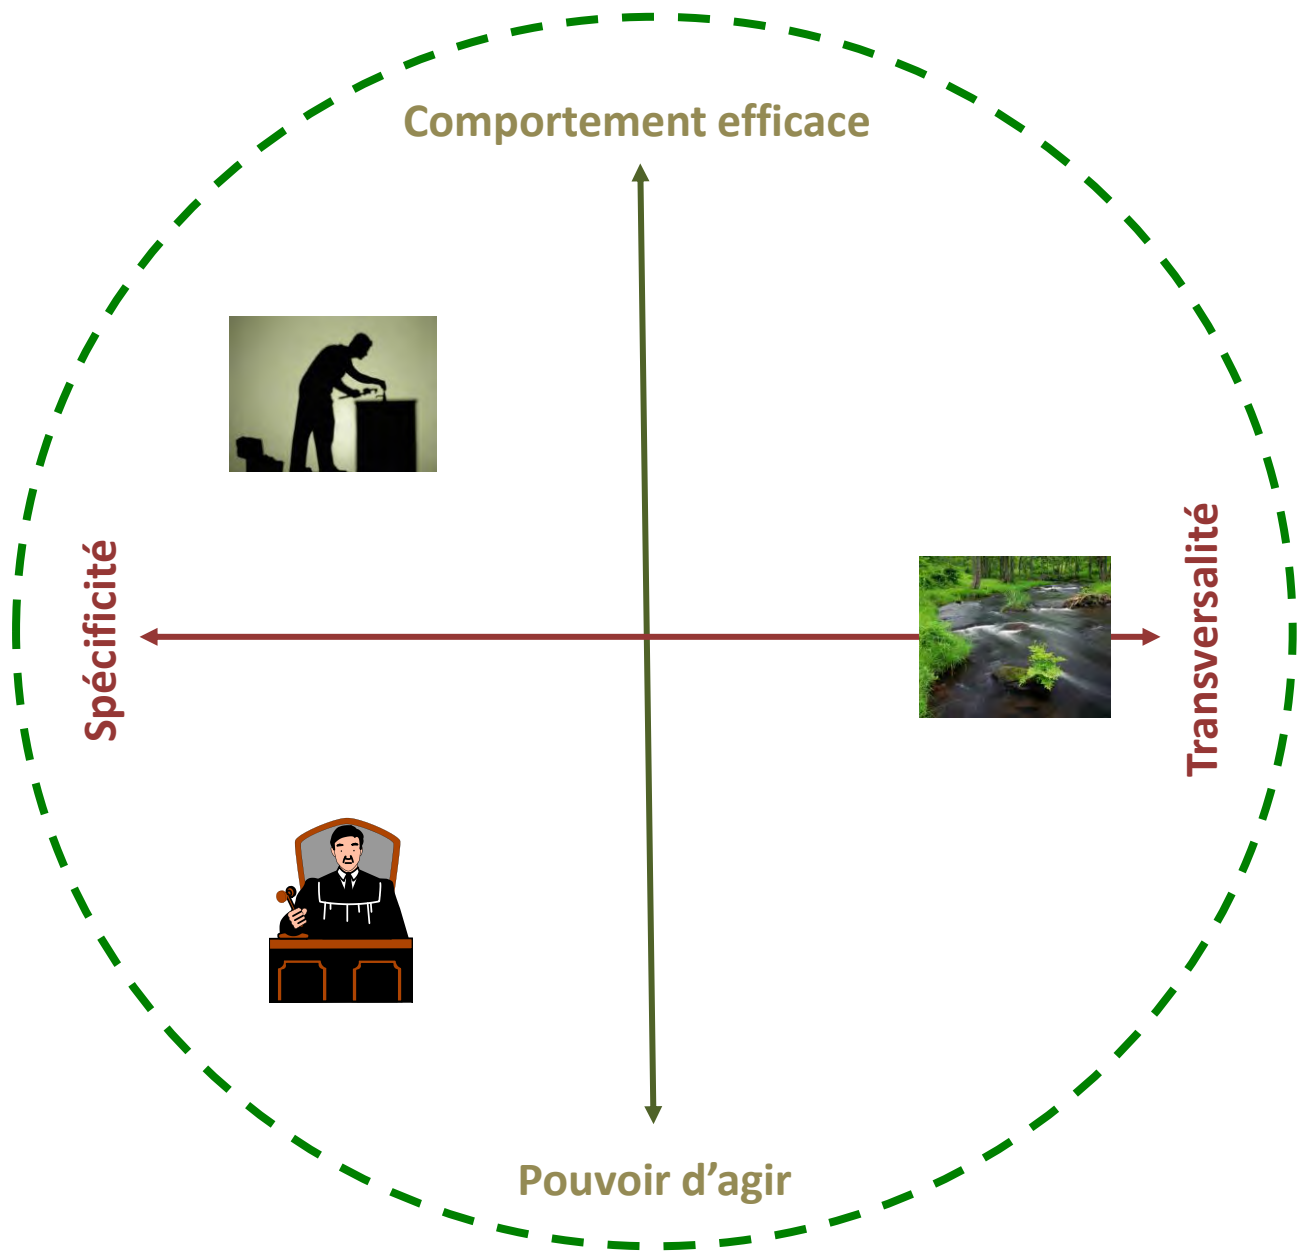 Comportement efficace
Spécificité
Transversalité
Pouvoir d’agir